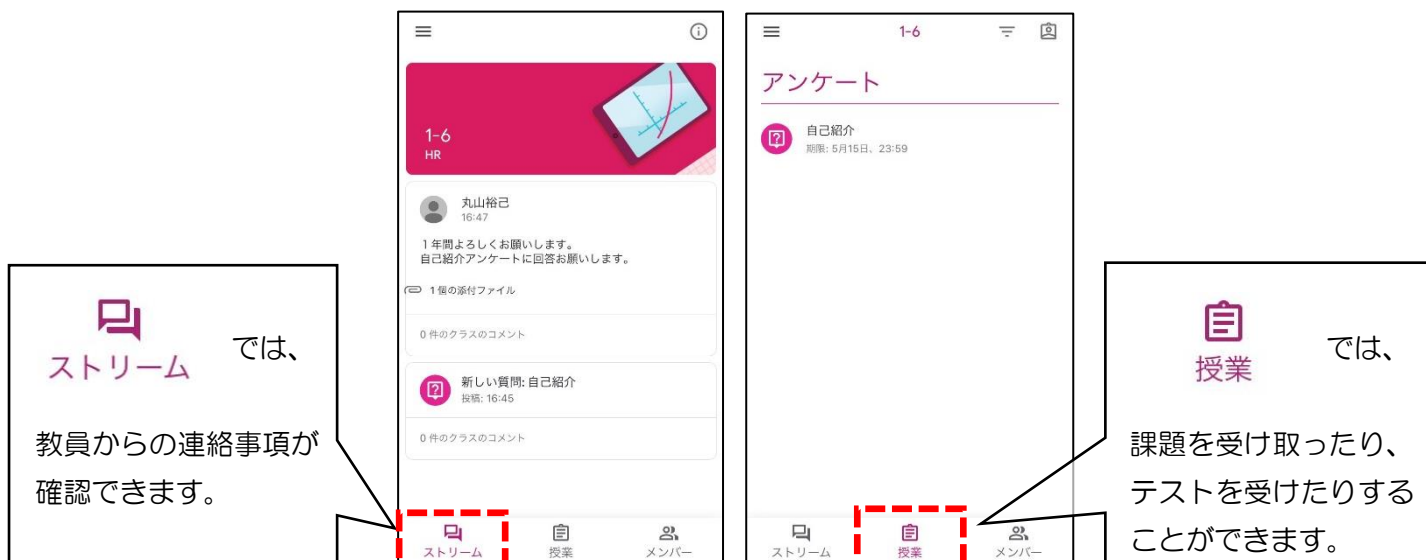 ストリーム
では、
教員からの連絡事項が
確認できます。
1-6
HR
丸山裕己
16:47
1年間よろしくお願いします。
自己紹介アンケートに回答お願いします。
1個の添付ファイル
0件のクラスのコメント
新しい質問: 自己紹介
投稿: 16:45
0件のクラスのコメント
ストリーム
授業
メンバー
1-6
アンケート
自己紹介
期限: 5月15日、23:59
ストリーム
授業
メンバー
授業
では、
課題を受け取ったり、
テストを受けたりする
ことができます。